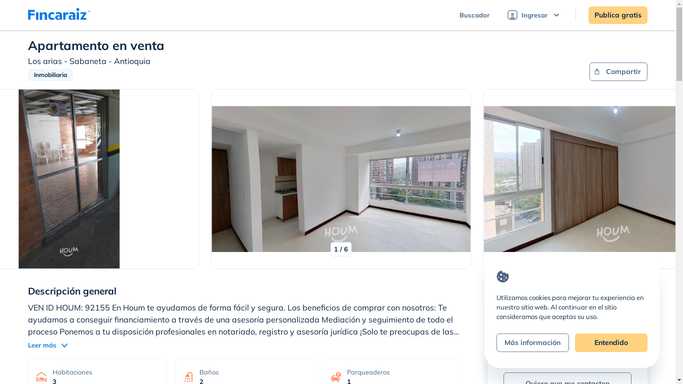 Fincaraiz
Buscador
Ingresar
Publica gratis
Apartamento en venta
Los arias - Sabaneta - Antioquia
Inmobiliaria
Compartir
HOUM
HOUM
HOUM
1 / 6
Descripción general
VEN ID HOUM: 92155 En Houm te ayudamos de forma fácil y segura. Los beneficios de comprar con nosotros: Te
ayudamos a conseguir financiamiento a través de una asesoría personalizada Mediación y seguimiento de todo el
proceso Ponemos a tu disposición profesionales en notariado, registro y asesoría jurídica ¡Solo te preocupas de las...
Leer más
Habitaciones
3
Baños
2
Parqueaderos
1
Utilizamos cookies para mejorar tu experiencia en
nuestro sitio web. Al continuar en el sitio
consideramos que aceptas su uso.
Más información
Entendido
Quiero que me contacten